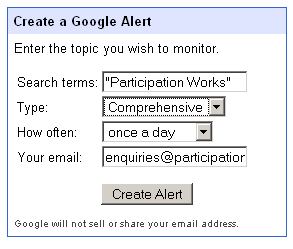 Create a Google Alert
Enter the topic you wish to monitor.
Search terms: "Participation Works"
Type: Comprehensive
How often: once a day
Your email: enquiries@participation
Create Alert
Google will not sell or share your email address.